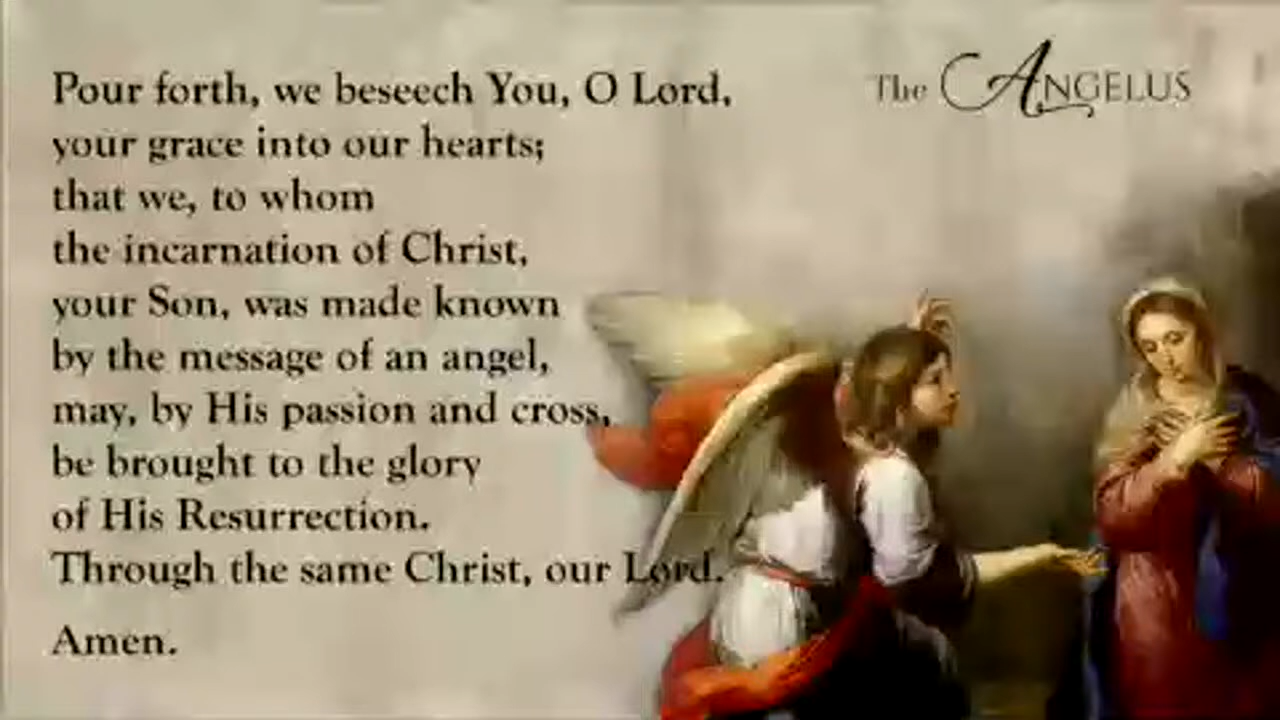 The ANGELUS
Pour forth, we beseech You, O Lord,
your grace into our hearts;
that we, to whom
the incarnation of Christ,
your Son, was made known
by the message of an angel,
may, by His passion and cross,
be brought to the glory
of His Resurrection.
Through the same Christ, our Lord.
Amen.